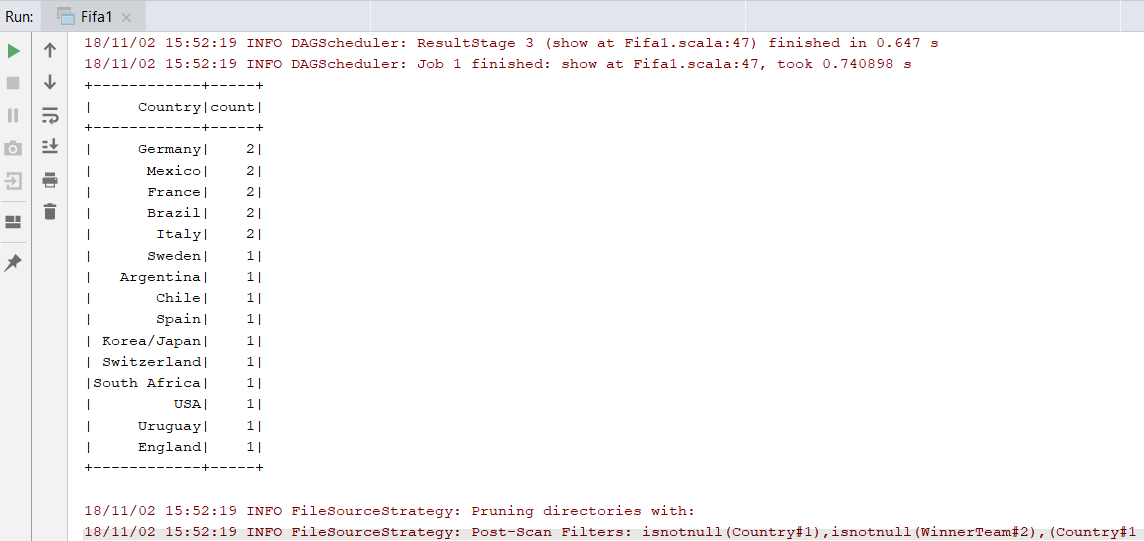 Run: Fifa1
18/11/02 15:52:19 INFO DAGScheduler: ResultStage 3 (show at Fifa1.scala:47) finished in 0.647 s
18/11/02 15:52:19 INFO DAGScheduler: Job 1 finished: show at Fifa1.scala:47, took 0.740898 s
+------------+-----+
|     Country|count|
+------------+-----+
|     Germany|    2|
|      Mexico|    2|
|      France|    2|
|      Brazil|    2|
|       Italy|    2|
|      Sweden|    1|
|   Argentina|    1|
|       Chile|    1|
|       Spain|    1|
| Korea/Japan|    1|
| Switzerland|    1|
|South Africa|    1|
|         USA|    1|
|     Uruguay|    1|
|     England|    1|
+------------+-----+
18/11/02 15:52:19 INFO FileSourceStrategy: Pruning directories with:
18/11/02 15:52:19 INFO FileSourceStrategy: Post-Scan Filters: isnotnull(Country#1),isnotnull(WinnerTeam#2),(Country#1